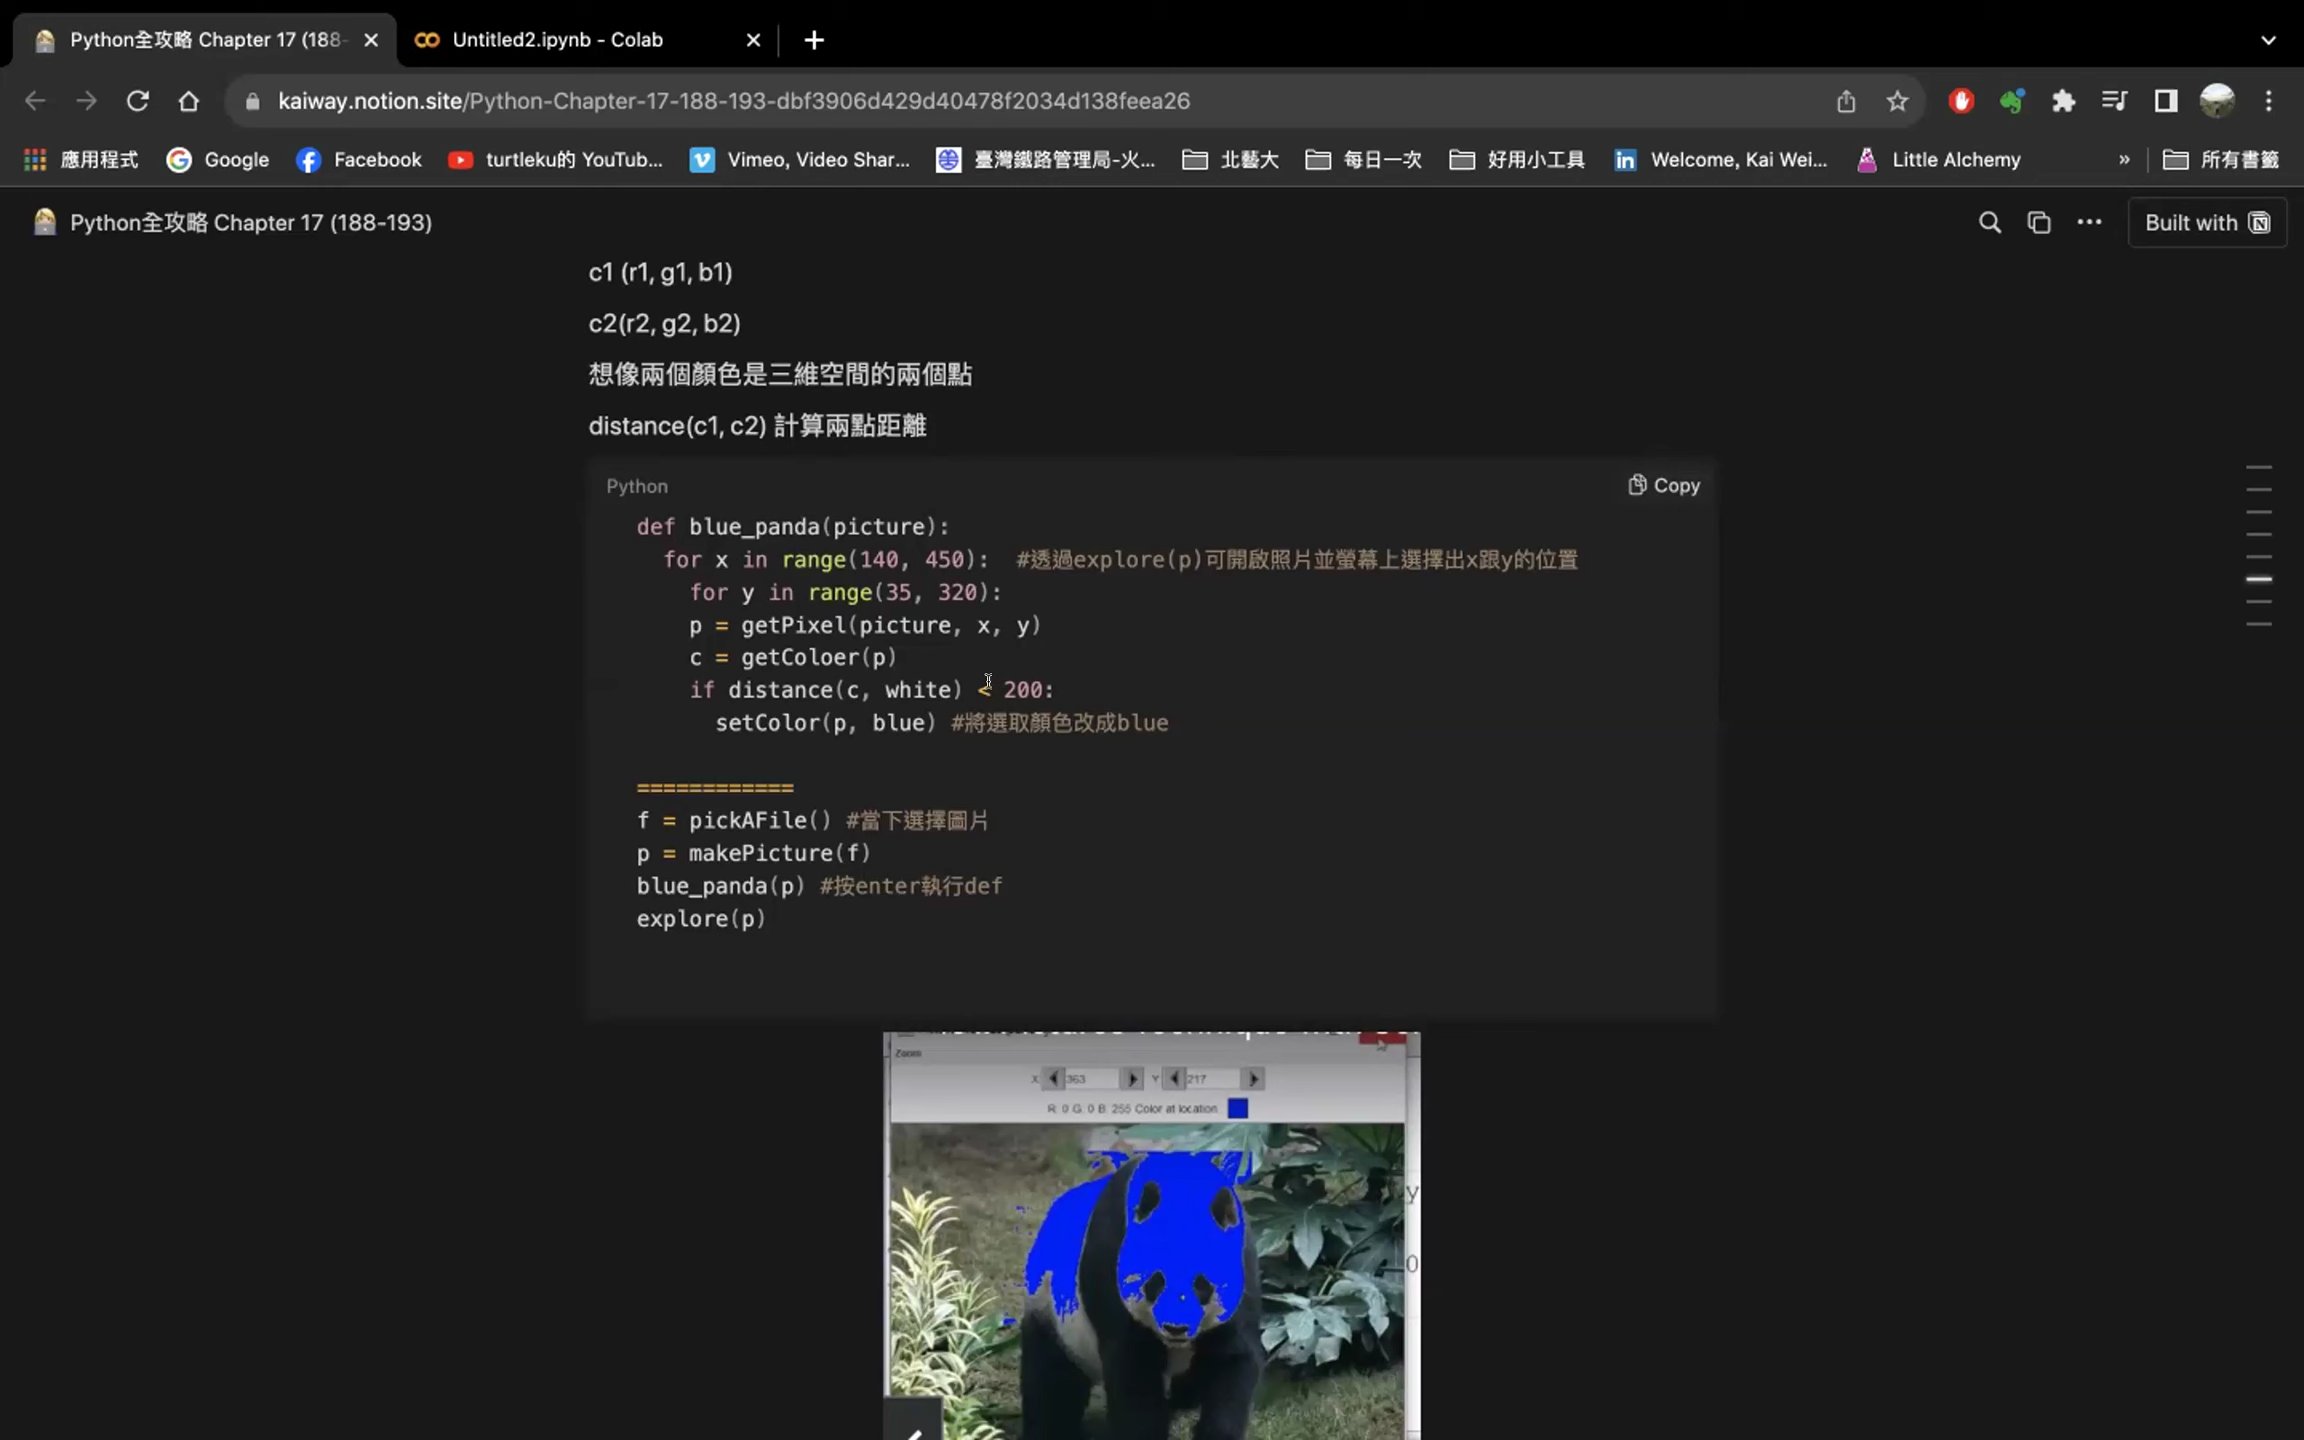 Python全攻略 Chapter 17 (188-
Untitled2.ipynb - Colab
kaiway.notion.site/Python-Chapter-17-188-193-dbf3906d429d40478f2034d138feea26
應用程式
Google
Facebook
turtleku的 YouTub...
Vimeo, Video Shar...
臺灣鐵路管理局-火...
北藝大
每日一次
好用小工具
Welcome, Kai Wei...
Little Alchemy
»
所有書籤
Python全攻略 Chapter 17 (188-193)
Built with
c1 (r1, g1, b1)
c2(r2, g2, b2)
想像兩個顏色是三維空間的兩個點
distance(c1, c2) 計算兩點距離
Python
Copy
def blue_panda(picture):
for x in range(140, 450): #透過explore(p)可開啟照片並螢幕上選擇出x跟y的位置
for y in range(35, 320):
p = getPixel(picture, x, y)
c = getColoer(p)
if distance(c, white) < 200:
setColor(p, blue) #將選取顏色改成blue
============
f = pickAFile() #當下選擇圖片
p = makePicture(f)
blue_panda(p) #按enter執行def
explore(p)
Zoom
X: 363 Y: 217
R: 0 G: 0 B: 255 Color at location
y
0